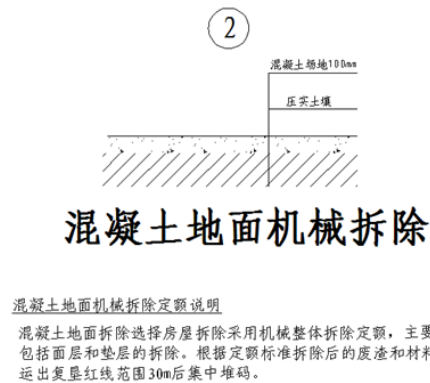 2
混凝土场地100mm
压实土壤
混凝土地面机械拆除
混凝土地面机械拆除定额说明
混凝土地面拆除选择房屋拆除采用机械整体拆除定额，主要
包括面层和垫层的拆除。根据定额标准拆除后的废渣和材料
运出复垦红线范围30m后集中堆码。